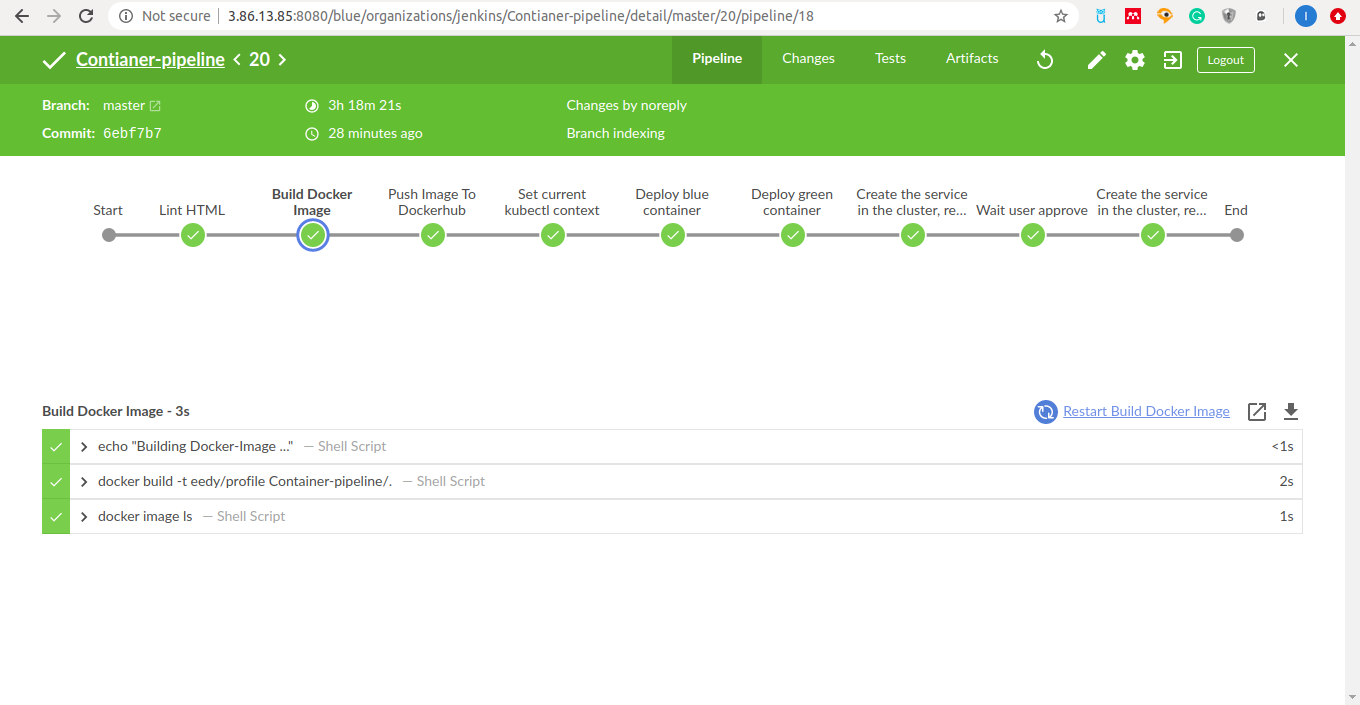 Not secure | 3.86.13.85:8080/blue/organizations/jenkins/Contianer-pipeline/detail/master/20/pipeline/18
Contianer-pipeline < 20 > Pipeline Changes Tests Artifacts Logout
Branch: master 3h 18m 21s Changes by noreply
Commit: 6ebf7b7 28 minutes ago Branch indexing
Start
Lint HTML
Build Docker
Image
Push Image To
Dockerhub
Set current
kubectl context
Deploy blue
container
Deploy green
container
Create the service
in the cluster, re...
Wait user approve
Create the service
in the cluster, re...
End
Build Docker Image - 3s Restart Build Docker Image
echo "Building Docker-Image ..." — Shell Script <1s
docker build -t eedy/profile Container-pipeline/. — Shell Script 2s
docker image ls — Shell Script 1s